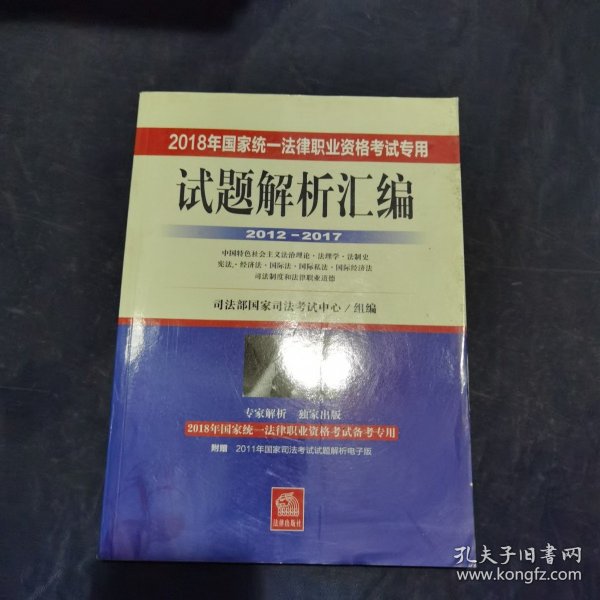 2018年国家统一法律职业资格考试专用
试题解析汇编
2012-2017
中国特色社会主义法治理论·法理学·法制史
宪法·经济法·国际法·国际私法·国际经济法
司法制度和法律职业道德
司法部国家司法考试中心/组编
专家解析 独家出版
2018年国家统一法律职业资格考试备考专用
附赠 2011年国家司法考试试题解析电子版
法律出版社
孔夫子旧书网
www.kongfz.com